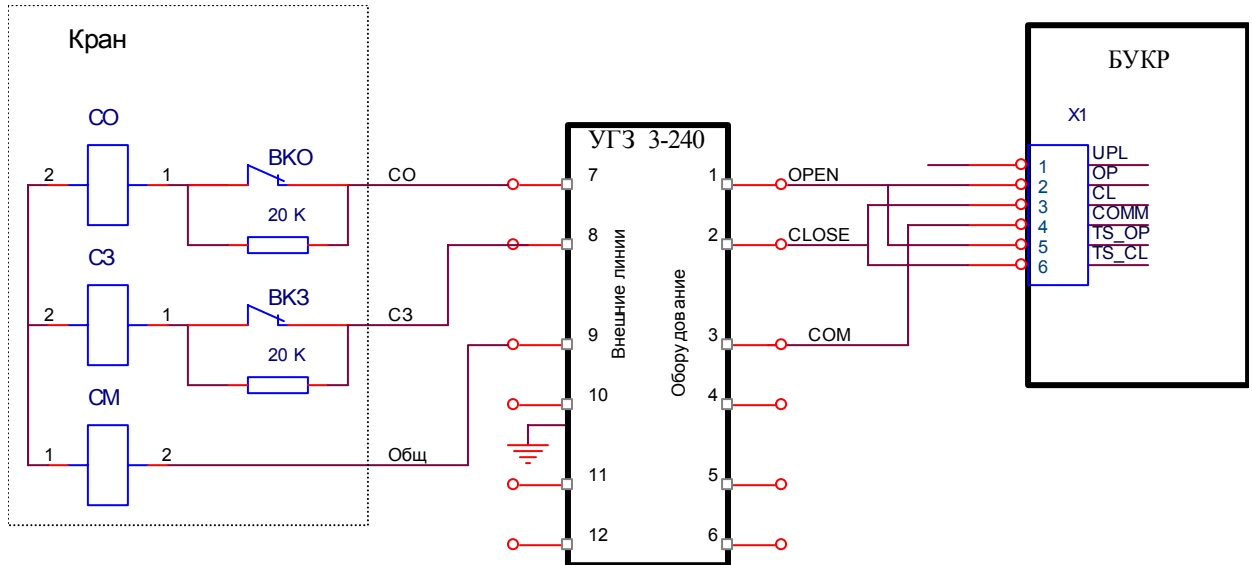 Кран
СО
2
1
ВКО
20 K
СО
СЗ
2
1
ВКЗ
20 K
СЗ
СМ
1
2
Общ
УГЗ 3-240
7
1
8
2
9
3
10
4
11
5
12
6
Внешние линии
Оборудование
OPEN
CLOSE
COM
БУКР
X1
1
UPL
2
OP
3
CL
4
COMM
5
TS_OP
6
TS_CL